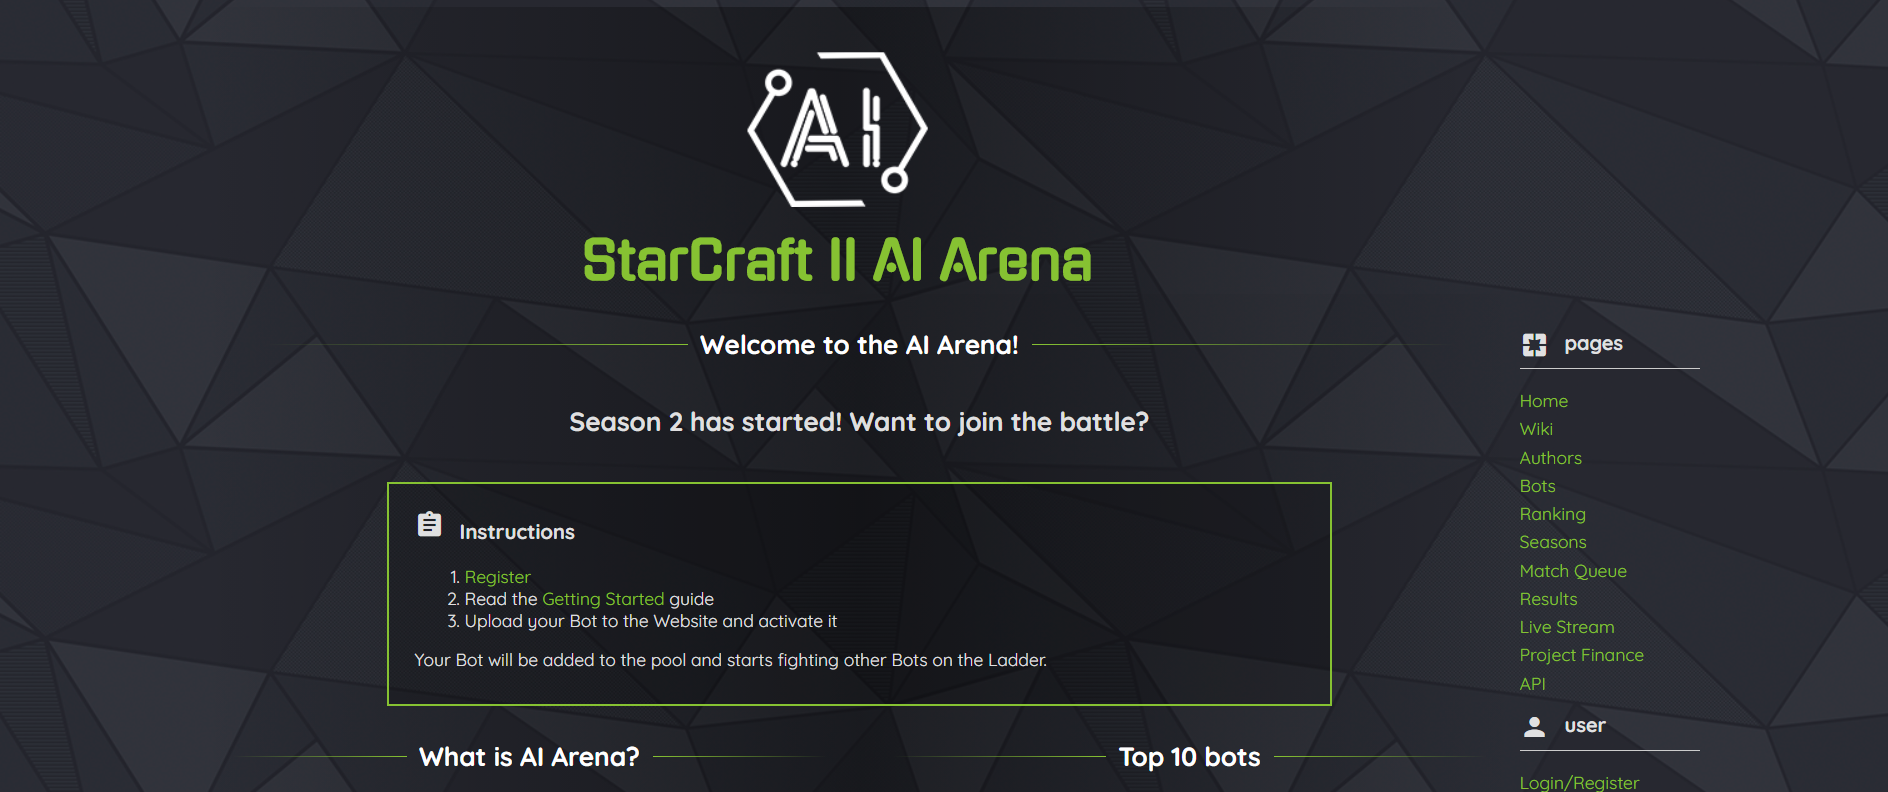 AI
StarCraft II AI Arena
Welcome to the AI Arena!
Season 2 has started! Want to join the battle?
Instructions
1. Register
2. Read the Getting Started guide
3. Upload your Bot to the Website and activate it
Your Bot will be added to the pool and starts fighting other Bots on the Ladder.
What is AI Arena?
Top 10 bots
pages
Home
Wiki
Authors
Bots
Ranking
Seasons
Match Queue
Results
Live Stream
Project Finance
API
user
Login/Register